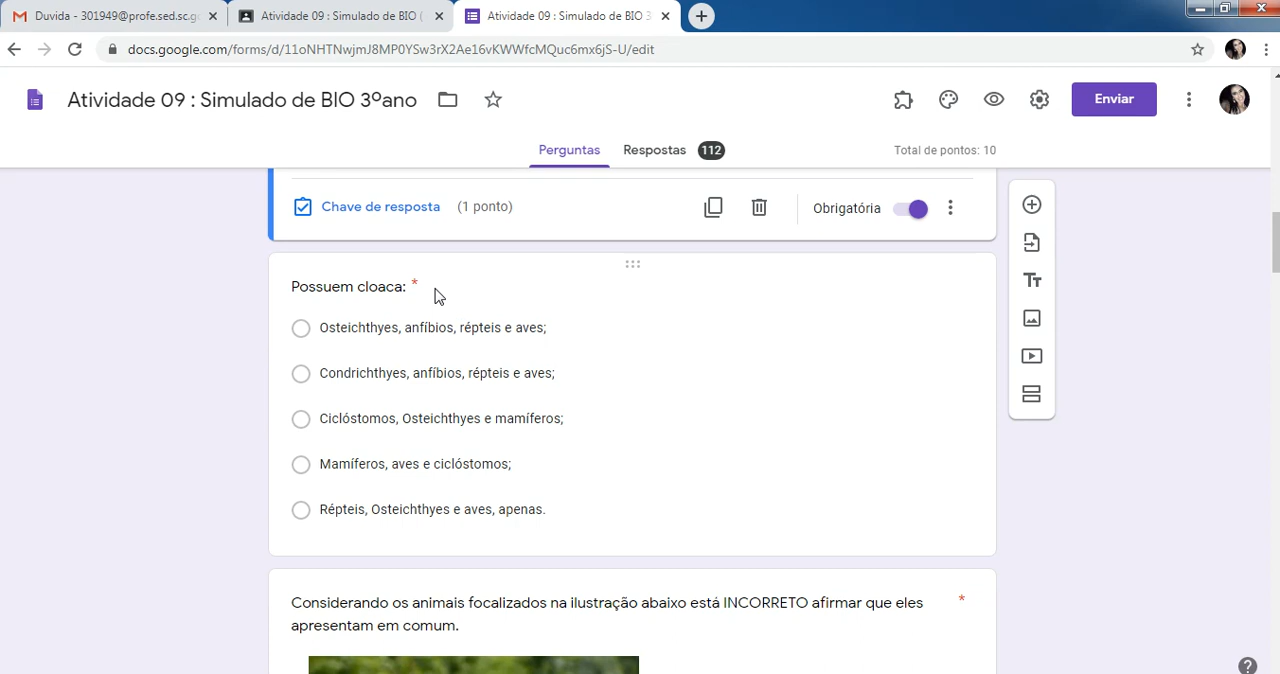 Duvida - 301949@profe.sed.sc.g
Atividade 09 : Simulado de BIO (
Atividade 09 : Simulado de BIO 3
docs.google.com/forms/d/11oNHTNwjmJ8MP0YSw3rX2Ae16vKWWfcMQuc6mx6jS-U/edit
Atividade 09 : Simulado de BIO 3ºano
Enviar
Perguntas
Respostas 112
Total de pontos: 10
Chave de resposta (1 ponto)
Obrigatória
Possuem cloaca: *
Osteichthyes, anfíbios, répteis e aves;
Condrichthyes, anfíbios, répteis e aves;
Ciclóstomos, Osteichthyes e mamíferos;
Mamíferos, aves e ciclóstomos;
Répteis, Osteichthyes e aves, apenas.
Considerando os animais focalizados na ilustração abaixo está INCORRETO afirmar que eles *
apresentam em comum.